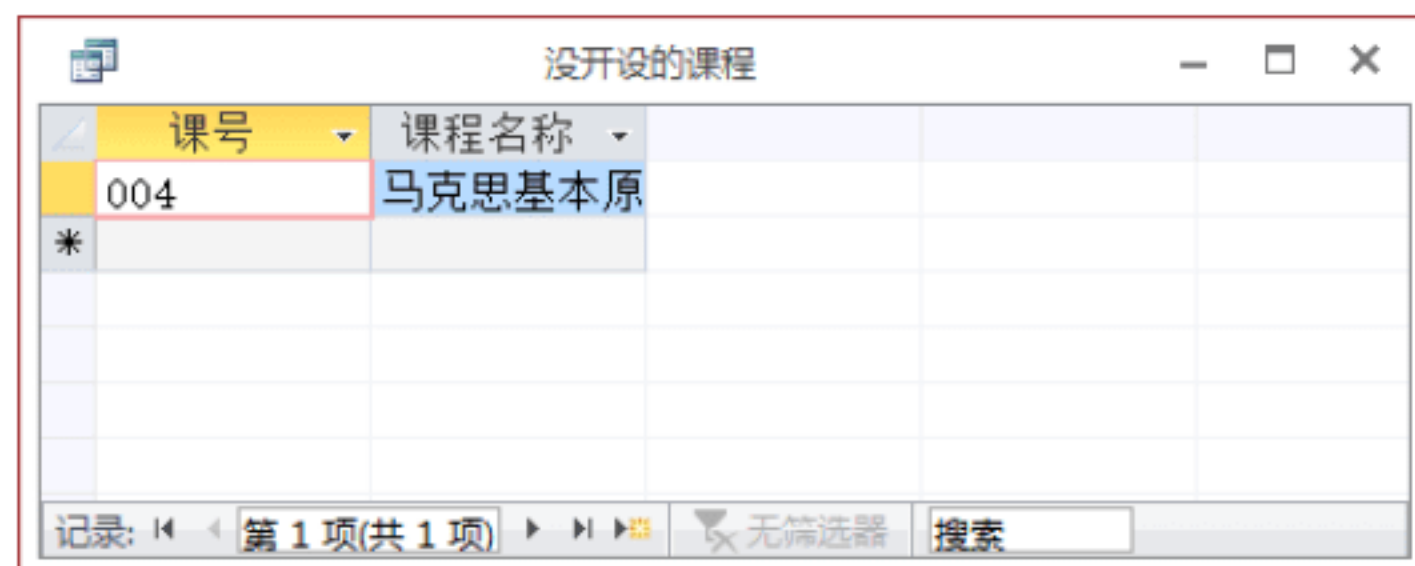 没开设的课程
课号 课程名称
004 马克思基本原
*
记录: 第 1 项(共 1 项) 无筛选器 搜索